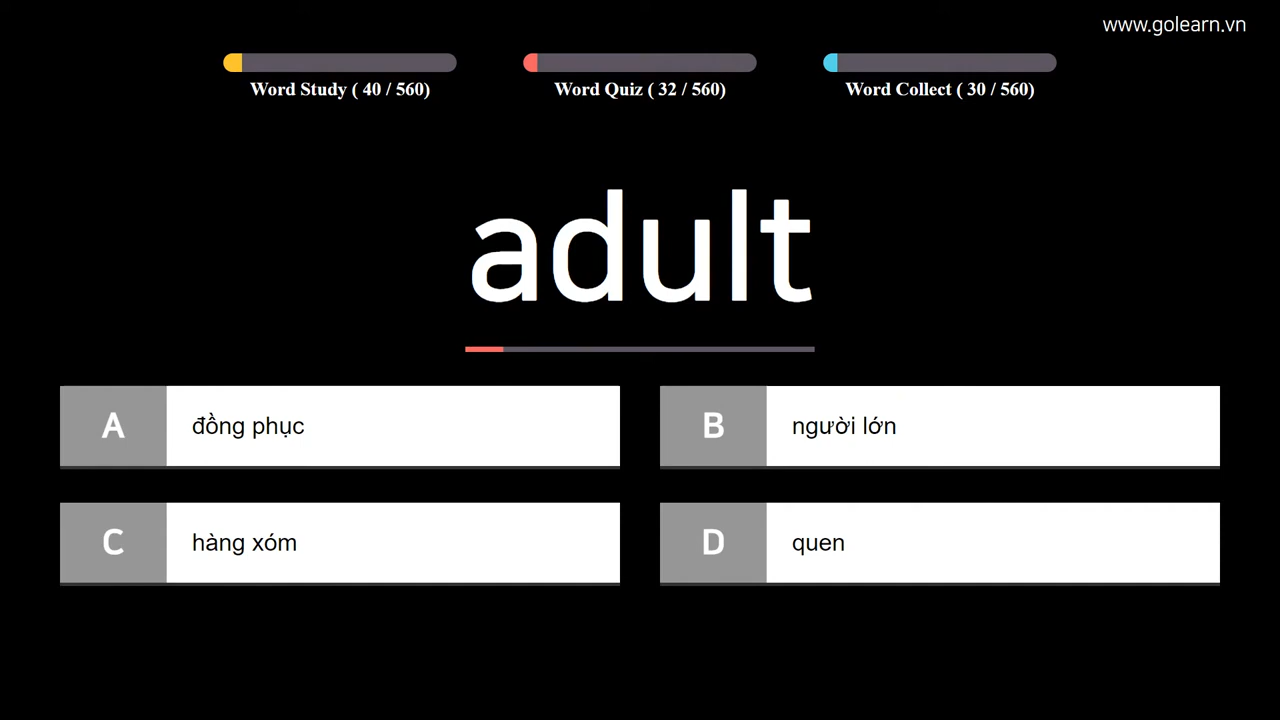 www.golearn.vn
Word Study ( 40 / 560)
Word Quiz ( 32 / 560)
Word Collect ( 30 / 560)
adult
A
đồng phục
B
người lớn
C
hàng xóm
D
quen